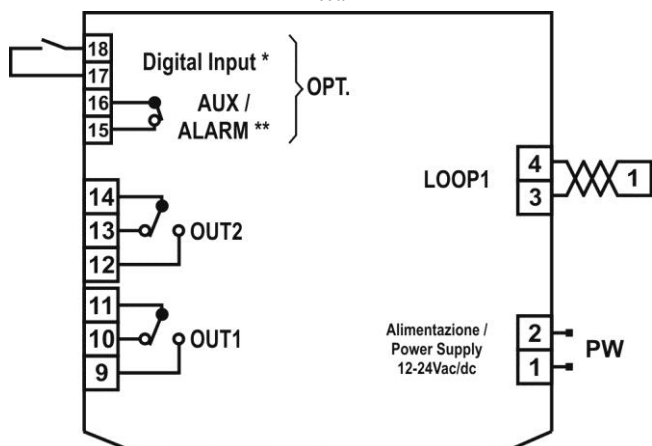 18
Digital Input *
17
OPT.
16
AUX /
15
ALARM **
4
LOOP1
1
3
14
13
OUT2
12
11
10
OUT1
9
Alimentazione /
Power Supply
12-24Vac/dc
2
PW
1